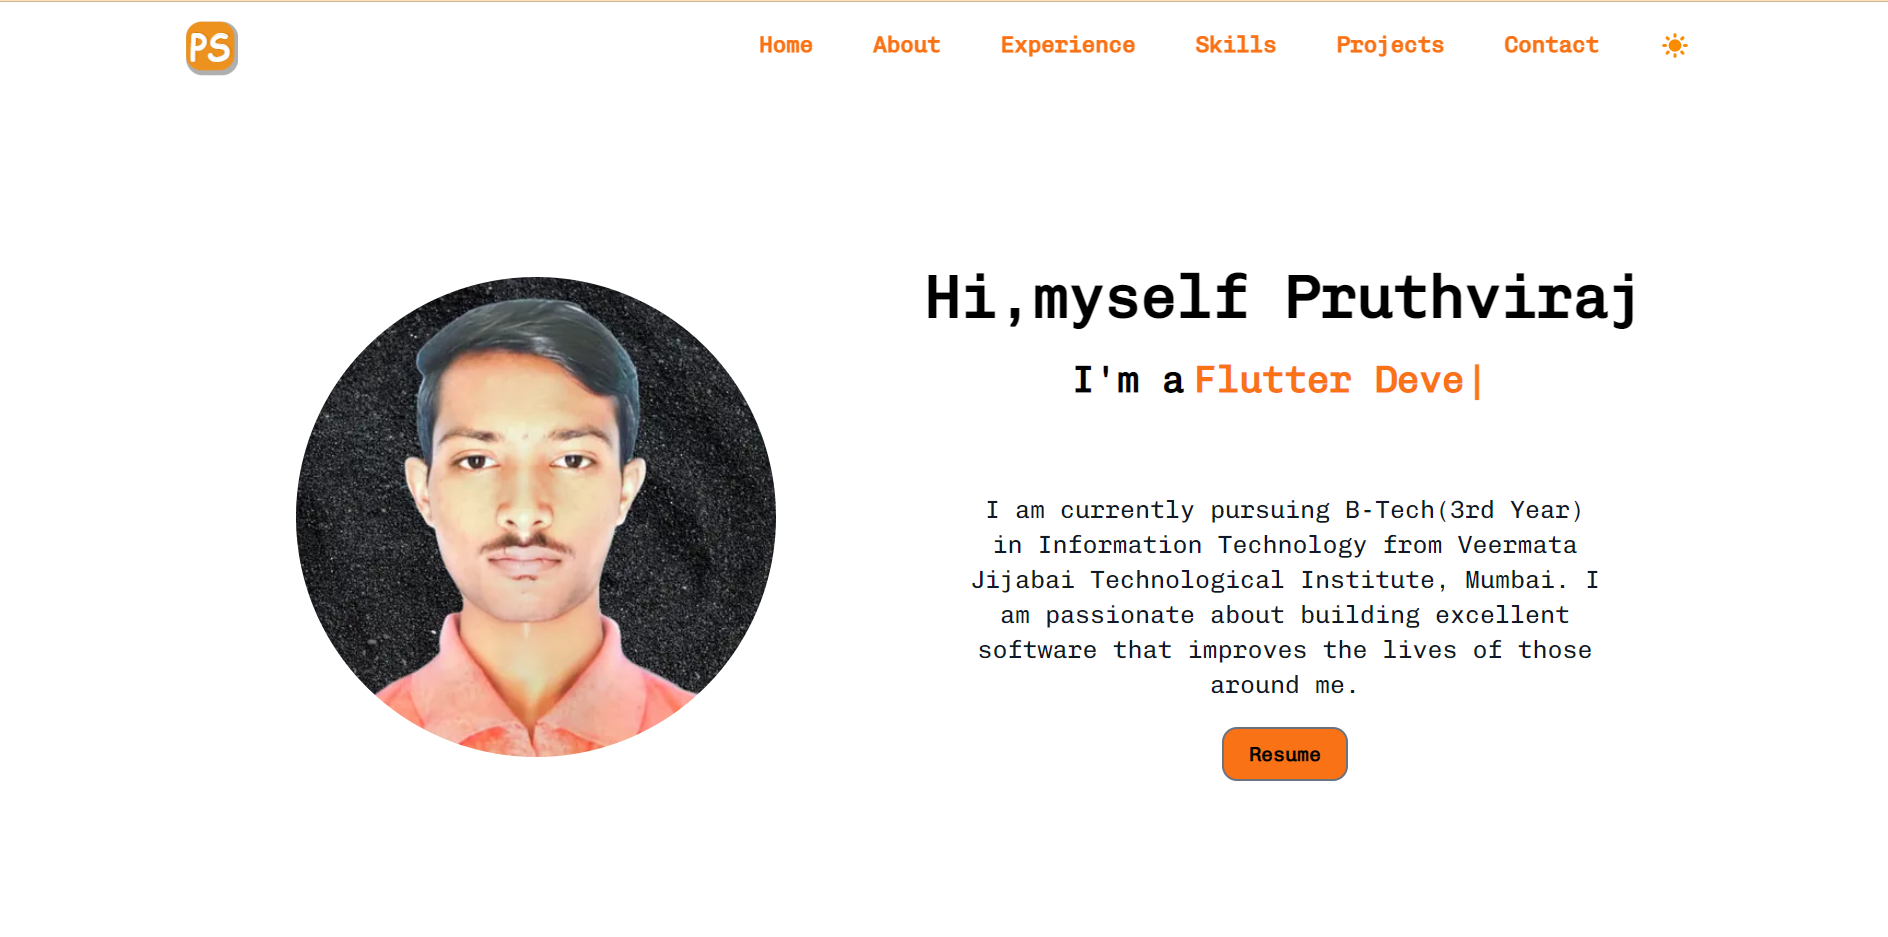 PS
Home About Experience Skills Projects Contact
Hi,myself Pruthviraj
I'm a Flutter Deve|
I am currently pursuing B-Tech(3rd Year)
in Information Technology from Veermata
Jijabai Technological Institute, Mumbai. I
am passionate about building excellent
software that improves the lives of those
around me.
Resume